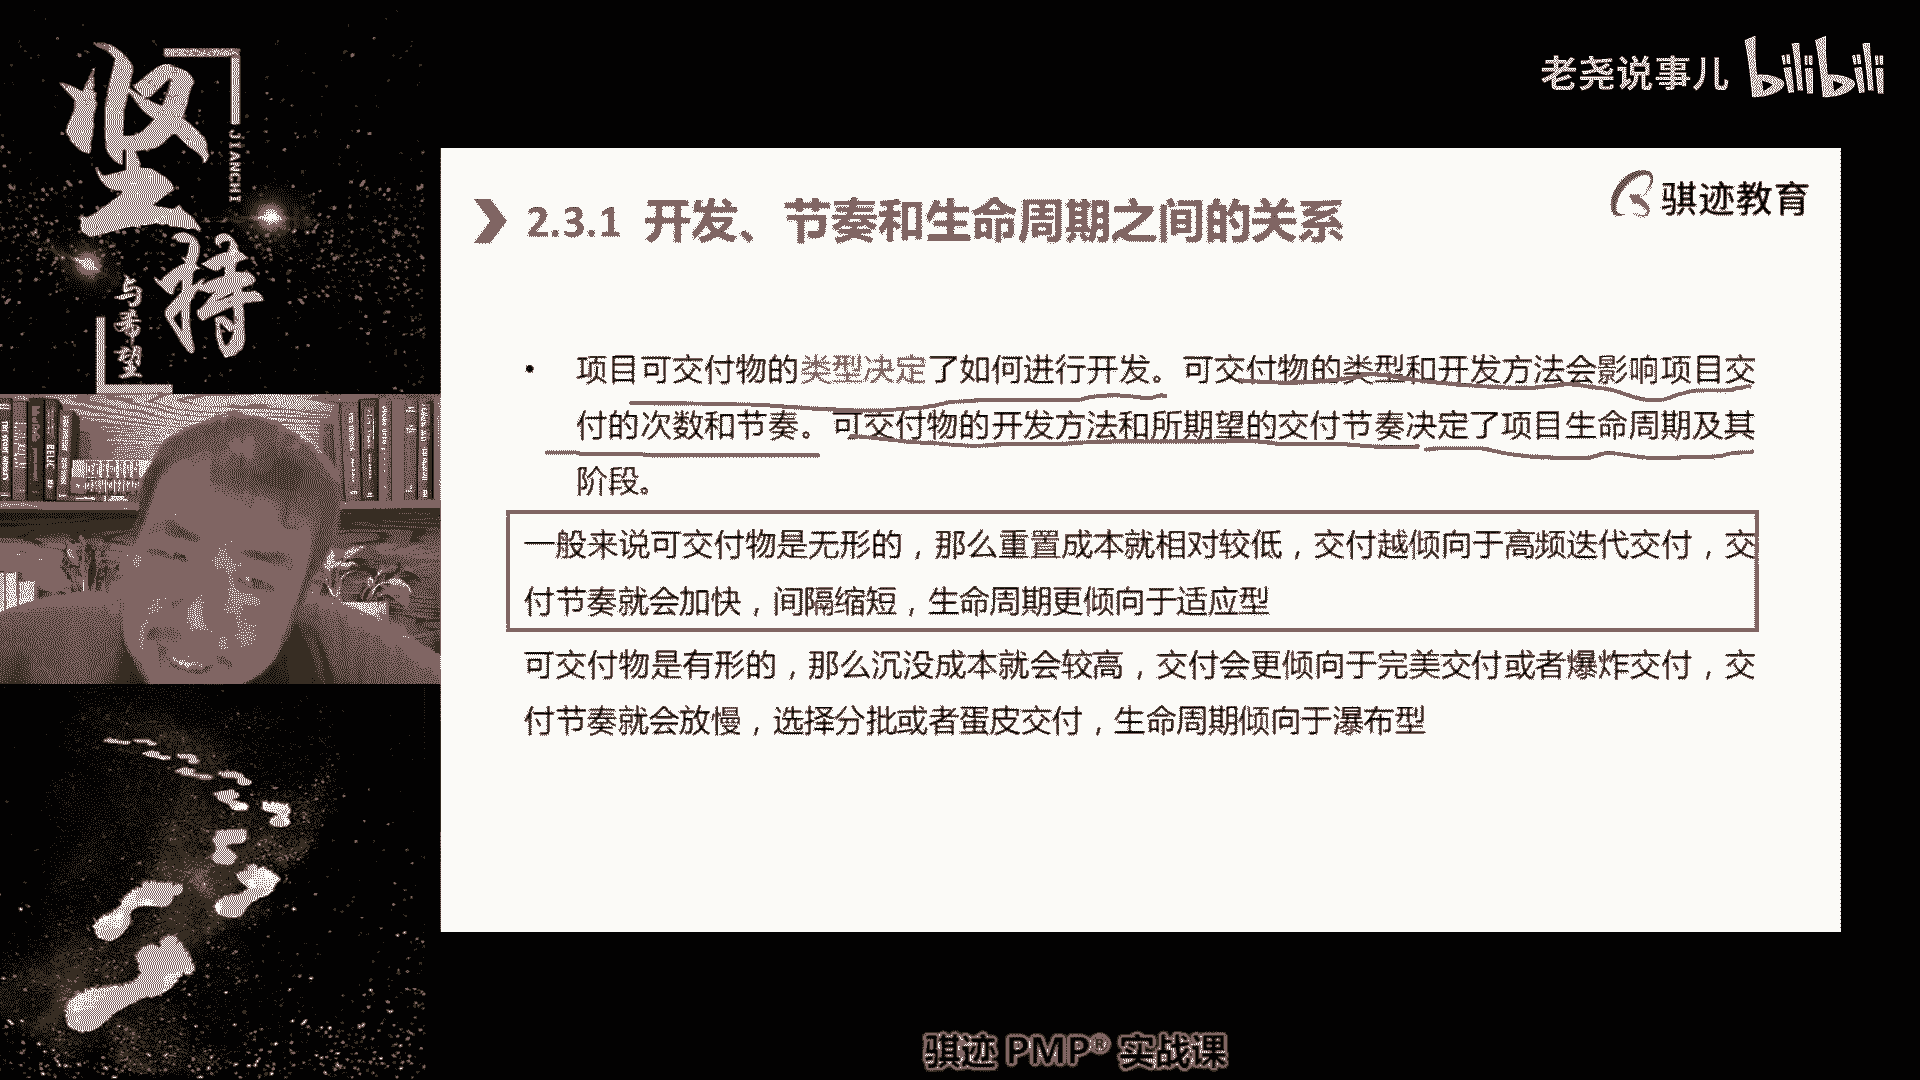 坚持
JIANCHI
与希望
老尧说事儿 bilibili
骐迹教育
2.3.1 开发、节奏和生命周期之间的关系
• 项目可交付物的类型决定了如何进行开发。可交付物的类型和开发方法会影响项目交
付的次数和节奏。可交付物的开发方法和所期望的交付节奏决定了项目生命周期及其
阶段。
一般来说可交付物是无形的，那么重置成本就相对较低，交付越倾向于高频迭代交付，交
付节奏就会加快，间隔缩短，生命周期更倾向于适应型
可交付物是有形的，那么沉没成本就会较高，交付会更倾向于完美交付或者爆炸交付，交
付节奏就会放慢，选择分批或者蛋皮交付，生命周期倾向于瀑布型
骐迹 PMP® 实战课